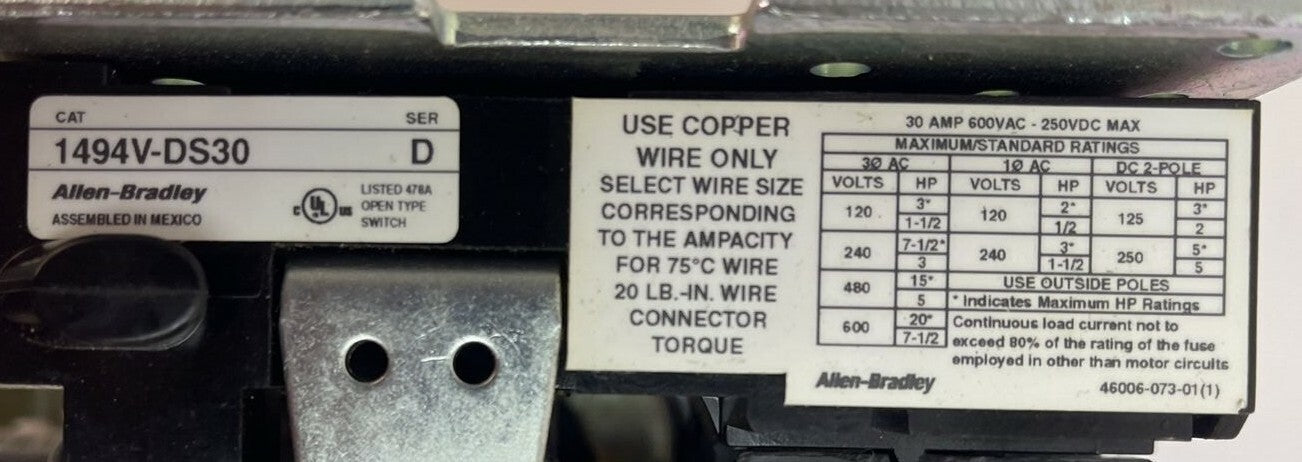 CAT SER
1494V-DS30 D
Allen-Bradley
ASSEMBLED IN MEXICO
c UL us
LISTED 478A
OPEN TYPE
SWITCH
USE COPPER
WIRE ONLY
SELECT WIRE SIZE
CORRESPONDING
TO THE AMPACITY
FOR 75°C WIRE
20 LB.-IN. WIRE
CONNECTOR
TORQUE
30 AMP 600VAC - 250VDC MAX
MAXIMUM/STANDARD RATINGS
3Ø AC 1Ø AC DC 2-POLE
VOLTS HP VOLTS HP VOLTS HP
120 3* 120 2* 125 3*
1-1/2 1/2 2
240 7-1/2* 240 3* 250 5*
3 1-1/2 5
480 15* USE OUTSIDE POLES
5 * Indicates Maximum HP Ratings
600 20* Continuous load current not to
7-1/2 exceed 80% of the rating of the fuse
employed in other than motor circuits
Allen-Bradley 46006-073-01(1)